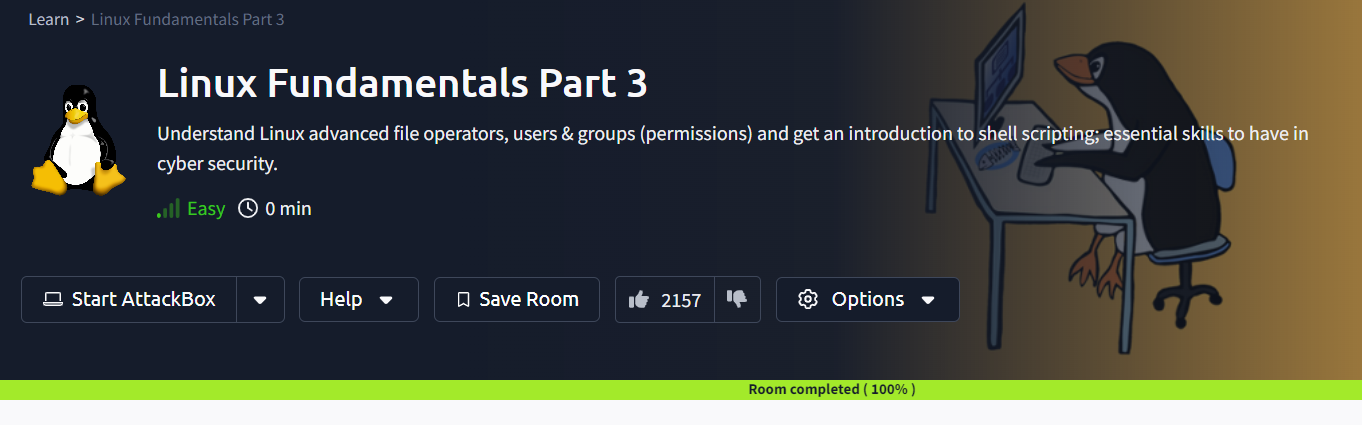 Learn > Linux Fundamentals Part 3
Linux Fundamentals Part 3
Understand Linux advanced file operators, users & groups (permissions) and get an introduction to shell scripting; essential skills to have in
cyber security.
Easy 0 min
Start AttackBox Help Save Room 2157 Options
Room completed ( 100% )